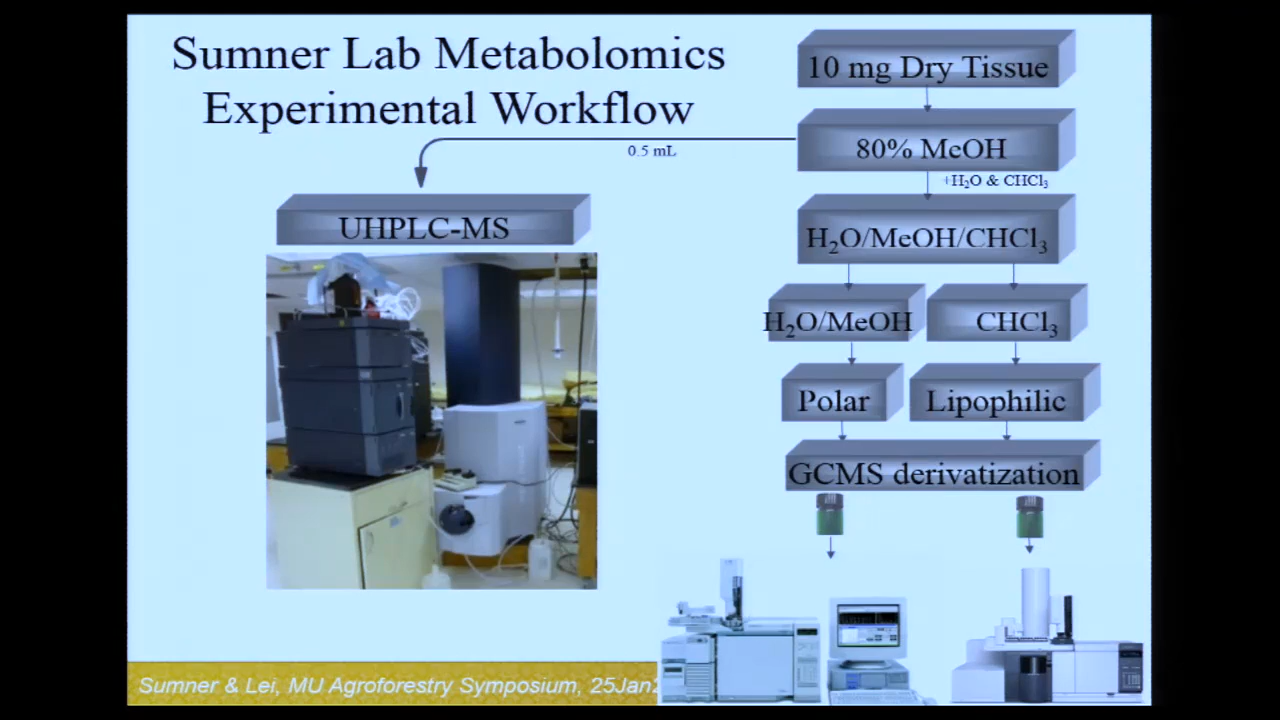 Sumner Lab Metabolomics
Experimental Workflow
10 mg Dry Tissue
80% MeOH
0.5 mL
+H₂O & CHCl₃
UHPLC-MS
H₂O/MeOH/CHCl₃
H₂O/MeOH
CHCl₃
Polar
Lipophilic
GCMS derivatization
Sumner & Lei, MU Agroforestry Symposium, 25Jan